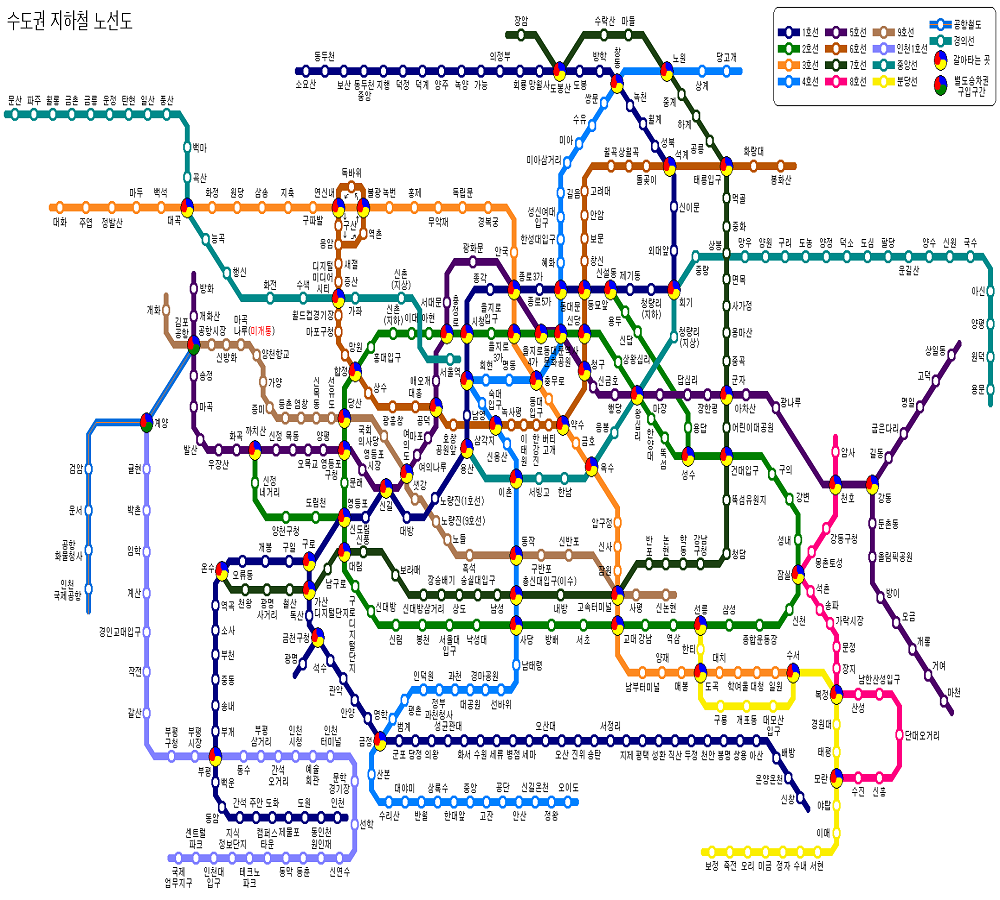 수도권 지하철 노선도
1호선
5호선
9호선
공항철도
2호선
6호선
인천1호선
경의선
3호선
7호선
중앙선
갈아타는 곳
4호선
8호선
분당선
별도승차권
구입구간
장암
수락산 마들
동두천
의정부
방학
창동
노원
당고개
소요산
보산
동두천
중앙
지행
덕정
덕계
양주
녹양
가능
회룡
망월사
도봉산
도봉
상계
쌍문
녹천
중계
문산
파주
월롱
금촌
금릉
운정
탄현
일산
풍산
수유
월계
하계
미아
성북
공릉
백마
미아삼거리
월곡
상월곡
석계
화랑대
곡산
독바위
돌곶이
태릉입구
봉화산
마두
백석
화정
원당
삼송
지축
연신내
불광
녹번
홍제
독립문
길음
고려대
먹골
대화
주엽
정발산
대곡
구파발
구산
역촌
무악재
경복궁
성신여대
입구
안암
신이문
중화
능곡
응암
한성대입구
보문
외대앞
상봉
광화문
안국
혜화
창신
행신
디지털
미디어
시티
새절
증산
신촌
(지상)
종각
종로3가
신설동
제기동
중랑
망우
양원
구리
도농
양정
덕소
도심
팔당
양수
신원
국수
운길산
면목
방화
화전
수색
가좌
서대문
종로5가
동대문
동묘앞
청량리
(지하)
회기
사가정
아신
개화
개화산
월드컵경기장
신촌
(지하)
이대
아현
충정로
시청
을지로
입구
신당
용두
용마산
양평
김포
공항
공항시장
마곡
나루(미개통)
마포구청
청량리
(지상)
신방화
양천향교
망원
홍대입구
서울역
을지로
3가
을지로
4가
신답
중곡
원덕
송정
가양
합정
상수
애오개
회현
명동
충무로
청구
상왕십리
용문
상일동
마곡
증미
당산
광흥창
대흥
공덕
숙대
입구
동대
입구
신금호
행당
왕십리
마장
답십리
장한평
군자
아차산
광나루
고덕
계양
등촌
염창
국회
의사당
남영
녹사평
약수
응봉
명일
발산
화곡
까치산
신정
목동
양평
여의도
마포
효창
공원앞
삼각지
이태원
한강진
버티고개
금호
한양대
뚝섬
용답
어린이대공원
굽은다리
검암
귤현
우장산
오목교
영등포
구청
영등포
시장
여의나루
신용산
용산
옥수
성수
건대입구
구의
암사
길동
신정
네거리
문래
샛강
이촌
서빙고
한남
뚝섬유원지
강변
천호
강동
운서
박촌
도림천
영등포
신길
노량진(1호선)
압구정
둔촌동
양천구청
신도림
대방
노량진(9호선)
성내
강동구청
올림픽공원
공항
화물청사
임학
개봉
구일
구로
신풍
노들
동작
신반포
신사
반포
논현
학동
강남
구청
청담
몽촌토성
방이
온수
오류동
대림
보라매
흑석
구반포
잠원
잠실
석촌
인천
국제공항
계산
역곡
천왕
광명
사거리
철산
가산
디지털단지
남구로
신대방삼거리
장승배기
상도
숭실대입구
남성
총신대입구(이수)
내방
고속터미널
사평
신논현
송파
오금
경인교대입구
소사
독산
구로디지털단지
신대방
선릉
삼성
신천
가락시장
개롱
금천구청
신림
봉천
서울대
입구
낙성대
사당
방배
서초
교대
강남
역삼
종합운동장
문정
거여
작전
부천
광명
석수
남태령
양재
한티
대치
수서
장지
마천
중동
관악
인덕원
과천
경마공원
남부터미널
매봉
도곡
학여울
대청
일원
복정
남한산성입구
갈산
송내
안양
평촌
정부
과천청사
대공원
선바위
구룡
개포동
대모산
입구
산성
부개
명학
범계
성균관대
오산대
서정리
경원대
단대오거리
부평
구청
부평
시장
부평
삼거리
인천
시청
인천
터미널
금정
군포
당정
의왕
화서
수원
세류
병점
세마
오산
진위
송탄
지제
평택
성환
직산
두정
천안
봉명
쌍용
아산
배방
태평
부평
동수
간석
오거리
예술
회관
문학
경기장
산본
온양온천
모란
수진
신흥
백운
대야미
상록수
중앙
공단
신길온천
오이도
신창
야탑
동암
간석
주안
도화
도원
인천
수리산
반월
한대앞
고잔
안산
정왕
이매
제물포
동인천
선학
센트럴
파크
지식
정보단지
캠퍼스
타운
원인재
국제
업무지구
인천대
입구
테크노
파크
동막
동춘
신연수
보정
죽전
오리
미금
정자
수내
서현